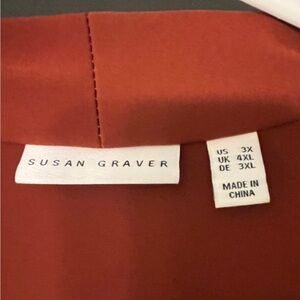 SUSAN GRAVER
US 3X
UK 4XL
DE 3XL
MADE IN
CHINA